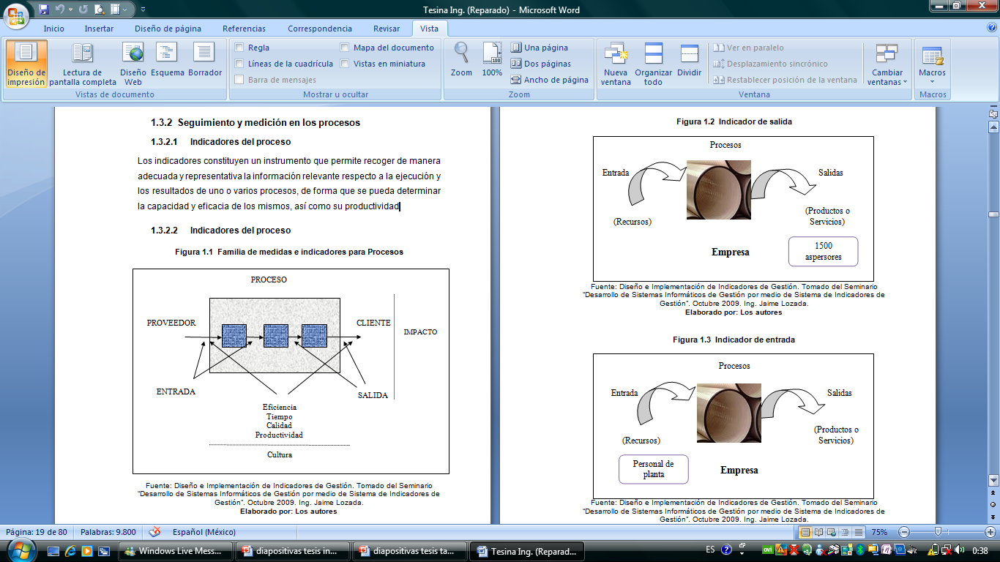 Tesina Ing. (Reparado) - Microsoft Word
Inicio
Insertar
Diseño de página
Referencias
Correspondencia
Revisar
Vista
Diseño de impresión
Lectura de pantalla completa
Diseño Web
Esquema
Borrador
Vistas de documento
Regla
Líneas de la cuadrícula
Barra de mensajes
Mapa del documento
Vistas en miniatura
Mostrar u ocultar
Zoom
100%
Una página
Dos páginas
Ancho de página
Zoom
Nueva ventana
Organizar todo
Dividir
Ver en paralelo
Desplazamiento sincrónico
Restablecer posición de la ventana
Ventana
Cambiar ventanas
Macros
Macros
1.3.2 Seguimiento y medición en los procesos
1.3.2.1 Indicadores del proceso
Los indicadores constituyen un instrumento que permite recoger de manera
adecuada y representativa la información relevante respecto a la ejecución y
los resultados de uno o varios procesos, de forma que se pueda determinar
la capacidad y eficacia de los mismos, así como su productividad
1.3.2.2 Indicadores del proceso
Figura 1.1 Familia de medidas e indicadores para Procesos
PROCESO
PROVEEDOR
CLIENTE
IMPACTO
ENTRADA
SALIDA
Eficiencia
Tiempo
Calidad
Productividad
Cultura
Fuente: Diseño e Implementación de Indicadores de Gestión. Tomado del Seminario
"Desarrollo de Sistemas Informáticos de Gestión por medio de Sistema de Indicadores de
Gestión". Octubre 2009. Ing. Jaime Lozada.
Elaborado por: Los autores
Figura 1.2 Indicador de salida
Procesos
Entrada
Salidas
(Recursos)
(Productos o
Servicios)
Empresa
1500
aspersores
Fuente: Diseño e Implementación de Indicadores de Gestión. Tomado del Seminario
"Desarrollo de Sistemas Informáticos de Gestión por medio de Sistema de Indicadores de
Gestión". Octubre 2009. Ing. Jaime Lozada.
Elaborado por: Los autores
Figura 1.3 Indicador de entrada
Procesos
Entrada
Salidas
(Recursos)
(Productos o
Servicios)
Personal de
planta
Empresa
Fuente: Diseño e Implementación de Indicadores de Gestión. Tomado del Seminario
"Desarrollo de Sistemas Informáticos de Gestión por medio de Sistema de Indicadores de
Gestión". Octubre 2009. Ing. Jaime Lozada.
Página: 19 de 80
Palabras: 9.800
Español (México)
75%
Windows Live Mess...
diapositivas tesis in...
diapositivas tesis ta...
Tesina Ing. (Reparad...
ES
ovi
0:38